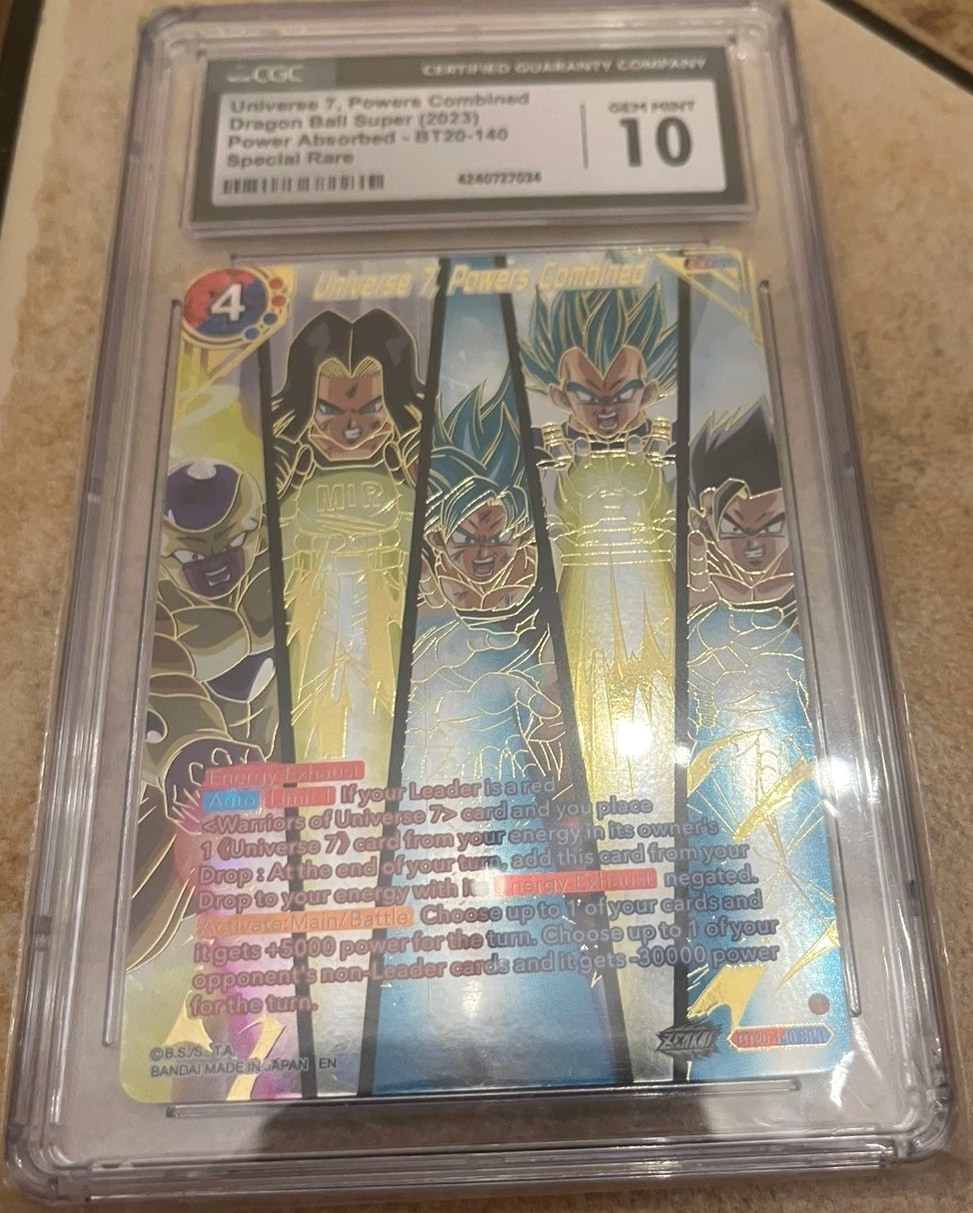 CGC CERTIFIED GUARANTY COMPANY
Universe 7, Powers Combined
Dragon Ball Super (2023)
Power Absorbed - BT20-140
Special Rare
GEM MINT
10
4240727034
4
Universe 7, Powers Combined
MIR
Energy-Exhaust
Auto Limit 1 If your Leader is a red
<Warriors of Universe 7> card and you place
1 《Universe 7》 card from your energy in its owner's
Drop : At the end of your turn, add this card from your
Drop to your energy with its Energy-Exhaust negated.
Activate:Main/Battle Choose up to 1 of your cards and
it gets +5000 power for the turn. Choose up to 1 of your
opponent's non-Leader cards and it gets -30000 power
for the turn.
©B.S./S., T.A.
BANDAI MADE IN JAPAN EN
ZENKAI
BT20-140 SPR